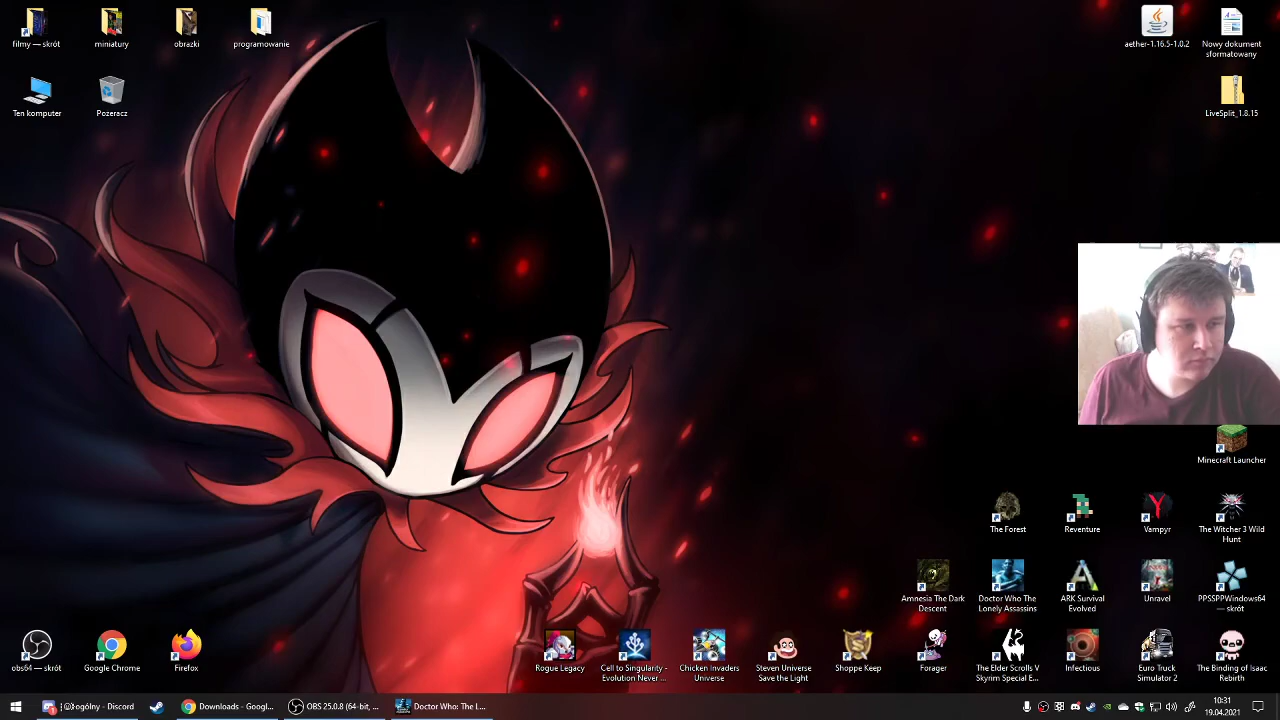 filmy — skrót
miniatury
obrazki
programowanie
aether-1.16.5-1.0.2
Nowy dokument
sformatowany
Ten komputer
Pożeracz
LiveSplit_1.8.15
Minecraft Launcher
The Forest
Reventure
Vampyr
The Witcher 3 Wild
Hunt
Amnesia The Dark
Descent
Doctor Who The
Lonely Assassins
ARK Survival
Evolved
Unravel
PPSSPPWindows64
— skrót
obs64 — skrót
Google Chrome
Firefox
Rogue Legacy
Cell to Singularity -
Evolution Never ...
Chicken Invaders
Universe
Steven Universe
Save the Light
Shoppe Keep
Forager
The Elder Scrolls V
Skyrim Special E...
Infectious
Euro Truck
Simulator 2
The Binding of Isaac
Rebirth
ogólny - Discord
Downloads - Googl...
OBS 25.0.8 (64-bit, ...
Doctor Who: The L...
10:31
19.04.2021